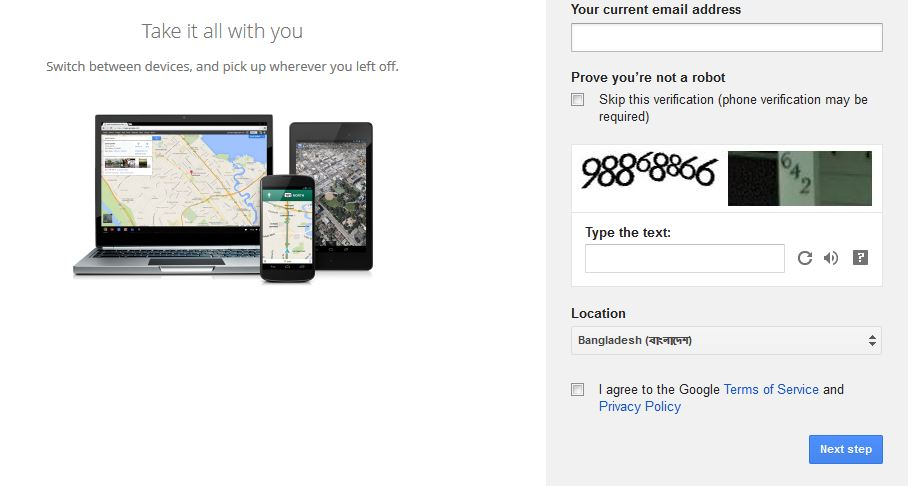 Take it all with you
Switch between devices, and pick up wherever you left off.
Your current email address
Prove you're not a robot
Skip this verification (phone verification may be
required)
98868866
642
Type the text:
Location
Bangladesh (বাংলাদেশ)
I agree to the Google Terms of Service and
Privacy Policy
Next step